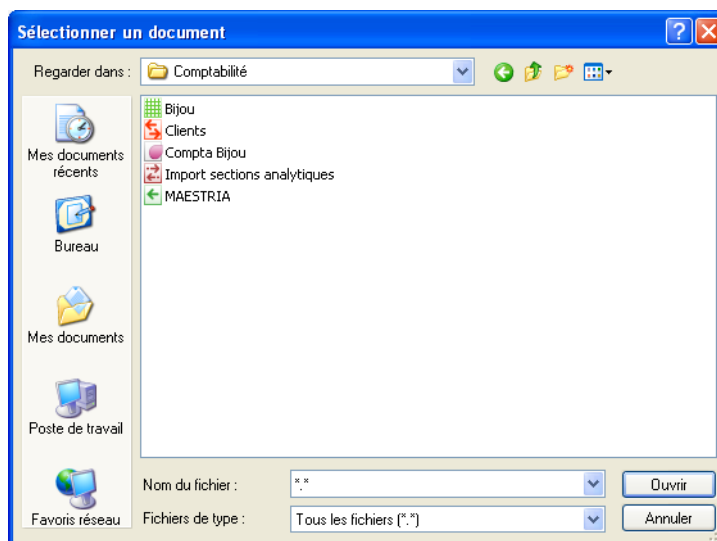 Sélectionner un document
Regarder dans :
Comptabilité
Mes documents
récents
Bureau
Mes documents
Poste de travail
Favoris réseau
Bijou
Clients
Compta Bijou
Import sections analytiques
MAESTRIA
Nom du fichier :
*.*
Ouvrir
Fichiers de type :
Tous les fichiers (*.*)
Annuler